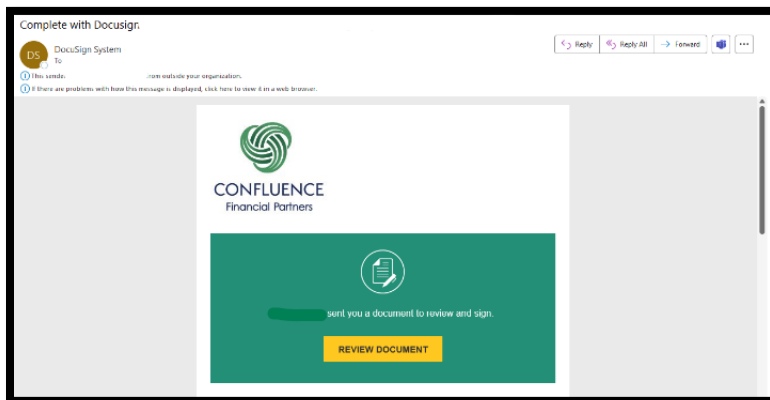 Complete with Docusign
DS
DocuSign System
To
Reply
Reply All
Forward
This sender
from outside your organization.
If there are problems with how this message is displayed, click here to view it in a web browser.
CONFLUENCE
Financial Partners
sent you a document to review and sign.
REVIEW DOCUMENT